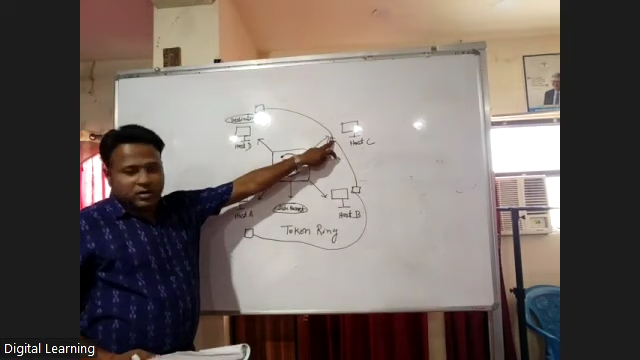 Host D
Host C
Host A
Host B
Token Ring
Digital Learning